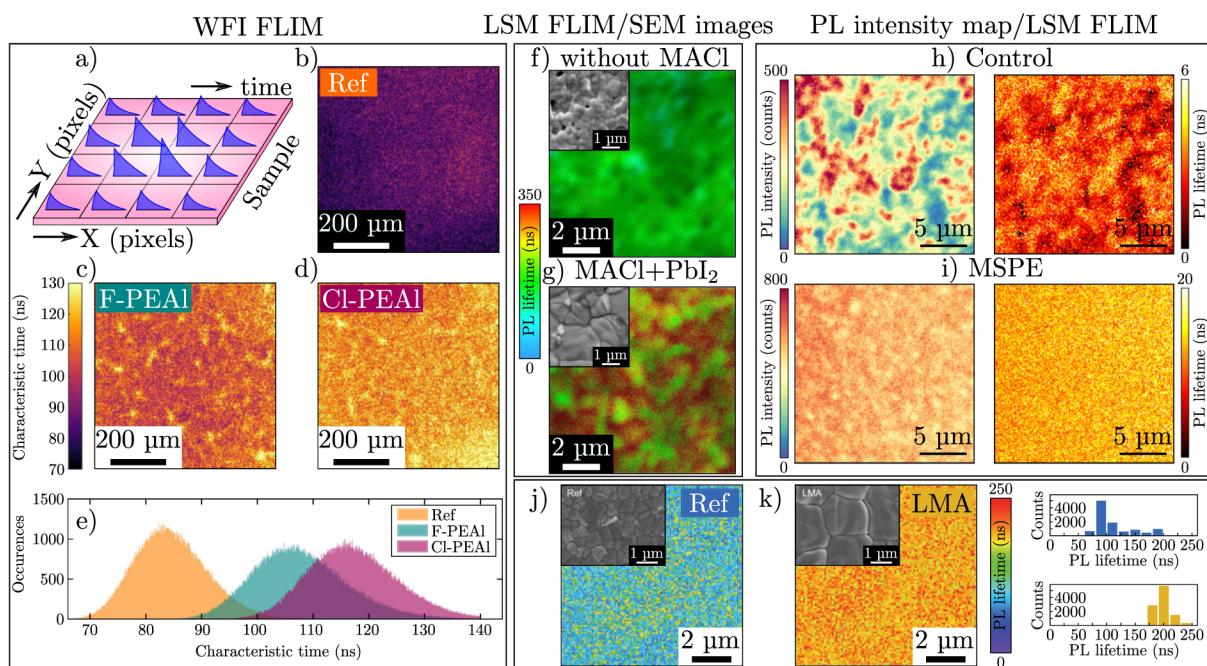 WFI FLIM
LSM FLIM/SEM images
PL intensity map/LSM FLIM
a)
time
Y (pixels)
X (pixels)
Sample
b)
Ref
200 µm
c)
F-PEAl
200 µm
d)
Cl-PEAl
200 µm
Characteristic time (ns)
130
120
110
100
90
80
70
e)
Occurrences
1500
1000
500
0
Ref
F-PEAl
Cl-PEAl
70 80 90 100 110 120 130 140
Characteristic time (ns)
f) without MACl
1 µm
2 µm
350
PL lifetime (ns)
0
g) MACl+PbI2
1 µm
2 µm
h) Control
500
PL intensity (counts)
0
5 µm
5 µm
6
PL lifetime (ns)
0
i) MSPE
800
PL intensity (counts)
0
5 µm
5 µm
20
PL lifetime (ns)
0
j)
Ref
Ref
1 µm
2 µm
k)
LMA
LMA
1 µm
2 µm
250
PL lifetime (ns)
0
Counts
4000
2000
0 50 100 150 200 250
PL lifetime (ns)
Counts
4000
2000
0 50 100 150 200 250
PL lifetime (ns)